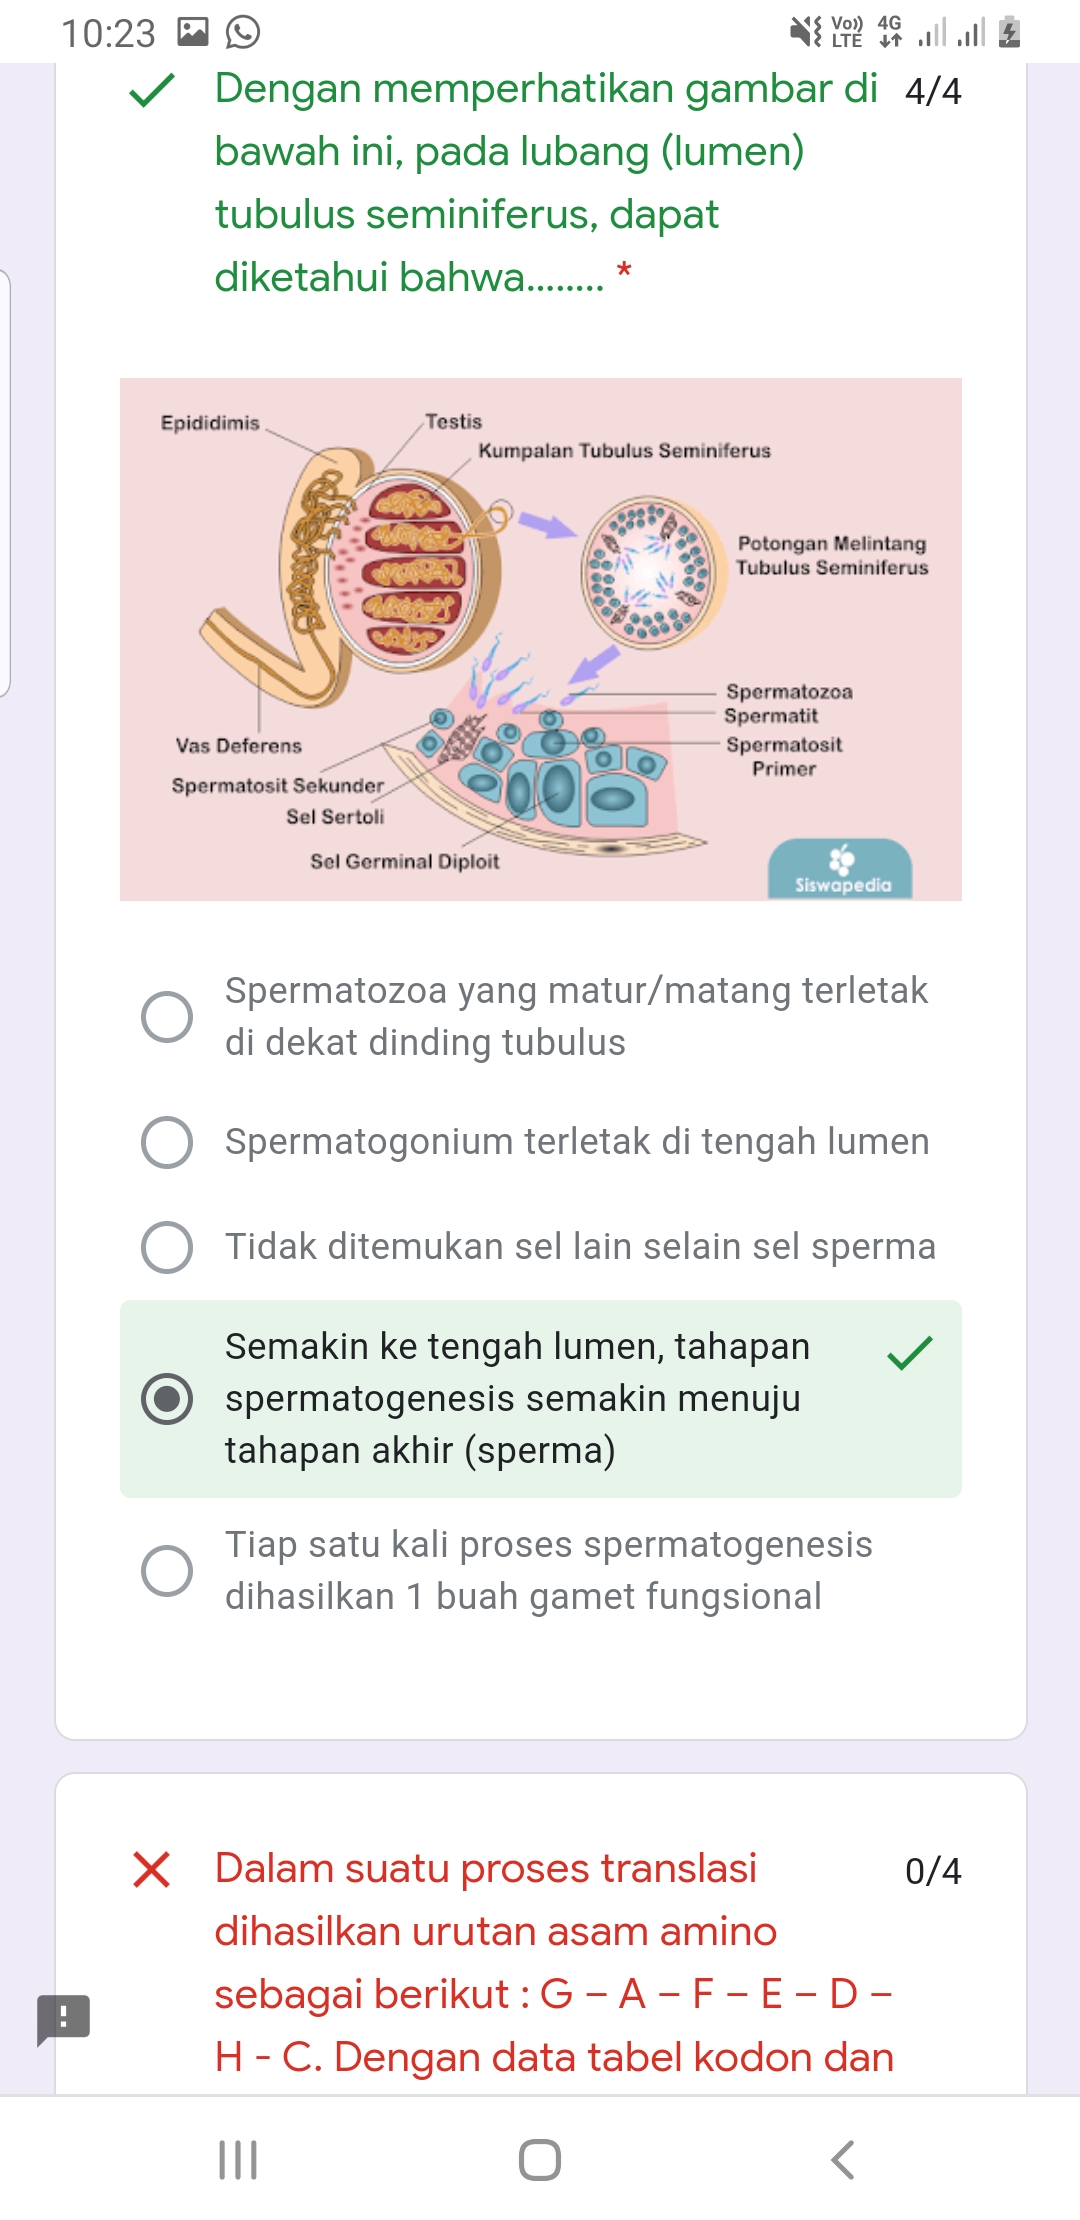 10:23
Vo)) LTE 4G
Dengan memperhatikan gambar di 4/4
bawah ini, pada lubang (lumen)
tubulus seminiferus, dapat
diketahui bahwa........ *
Epididimis
Testis
Kumpalan Tubulus Seminiferus
Potongan Melintang
Tubulus Seminiferus
Spermatozoa
Spermatit
Spermatosit
Primer
Vas Deferens
Spermatosit Sekunder
Sel Sertoli
Sel Germinal Diploit
Siswapedia
Spermatozoa yang matur/matang terletak
di dekat dinding tubulus
Spermatogonium terletak di tengah lumen
Tidak ditemukan sel lain selain sel sperma
Semakin ke tengah lumen, tahapan
spermatogenesis semakin menuju
tahapan akhir (sperma)
Tiap satu kali proses spermatogenesis
dihasilkan 1 buah gamet fungsional
Dalam suatu proses translasi 0/4
dihasilkan urutan asam amino
sebagai berikut : G – A – F – E – D –
H - C. Dengan data tabel kodon dan